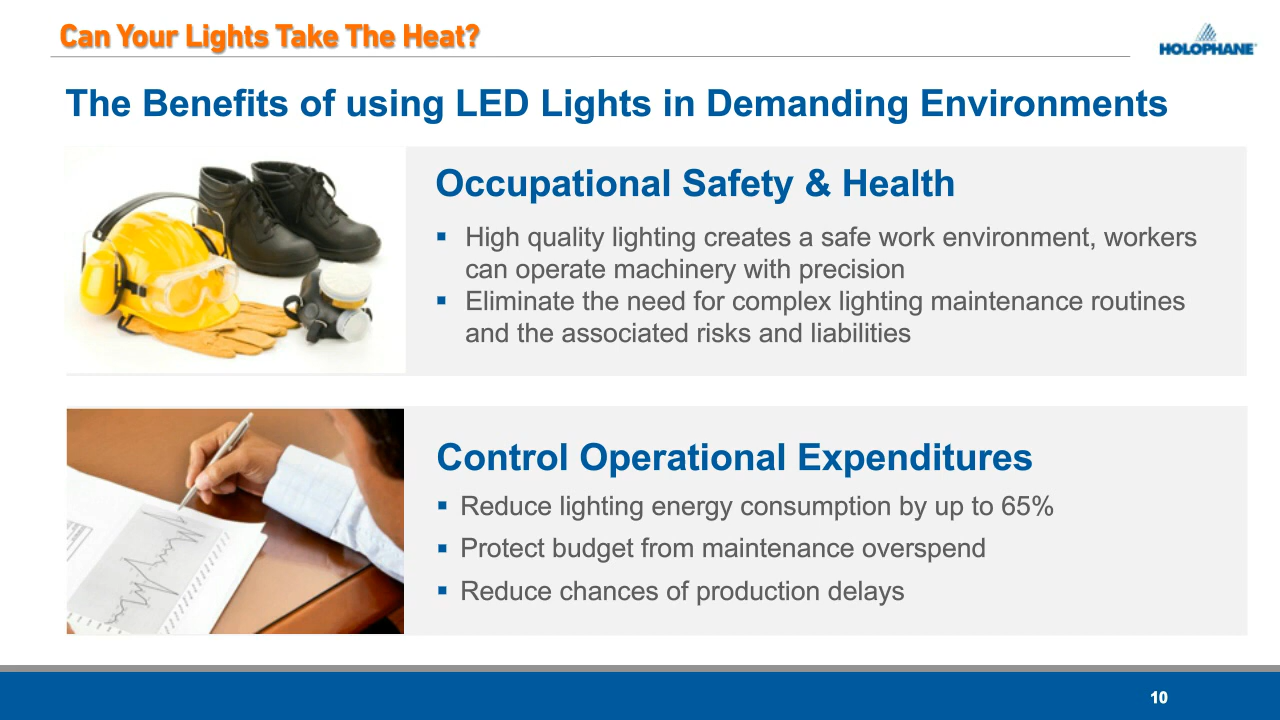 Can Your Lights Take The Heat?
HOLOPHANE®
The Benefits of using LED Lights in Demanding Environments
Occupational Safety & Health
▪ High quality lighting creates a safe work environment, workers
can operate machinery with precision
▪ Eliminate the need for complex lighting maintenance routines
and the associated risks and liabilities
Control Operational Expenditures
▪ Reduce lighting energy consumption by up to 65%
▪ Protect budget from maintenance overspend
▪ Reduce chances of production delays
10